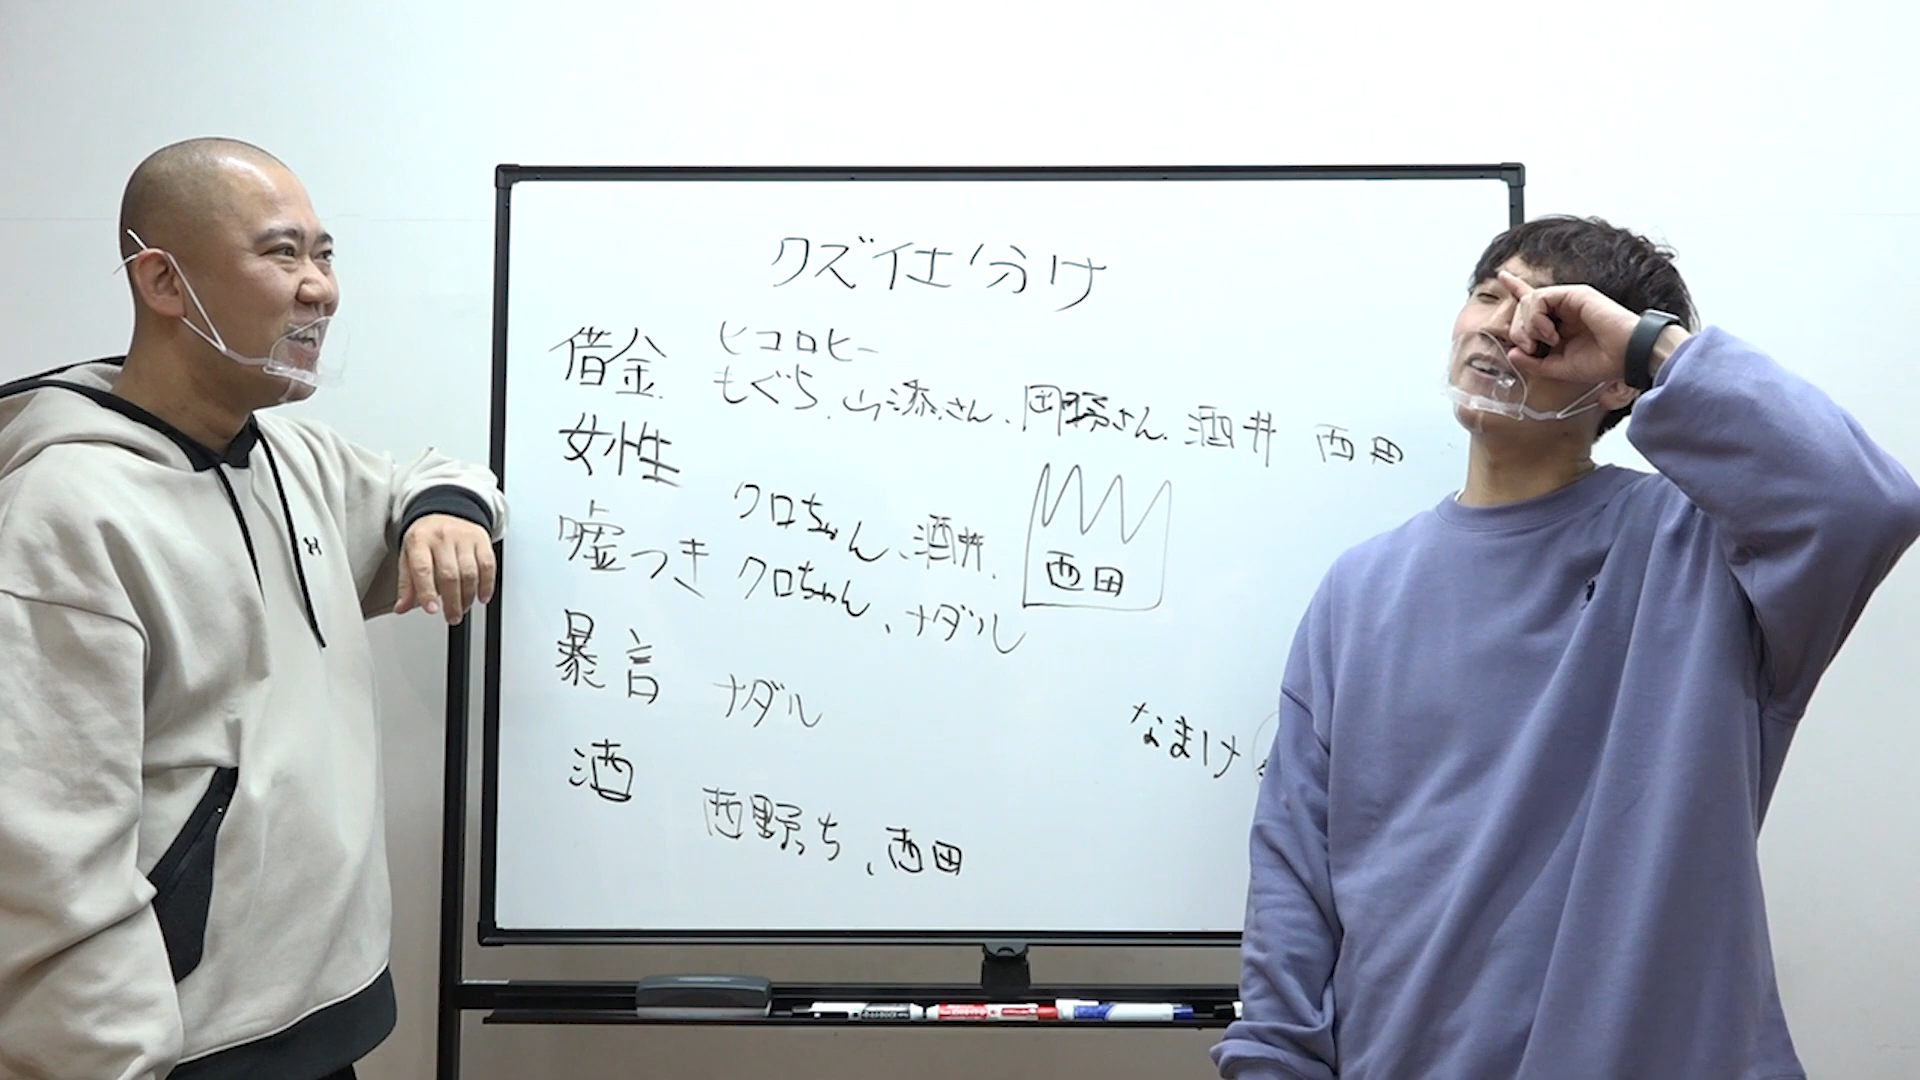 クズ仕分け
借金 ヒコロヒー
もぐら、山添さん、岡野さん、酒井 西田
女性 クロちゃん、酒井、
西田
嘘つき クロちゃん、ナダル
暴言 ナダル
なまけ
酒 西野っち、西田